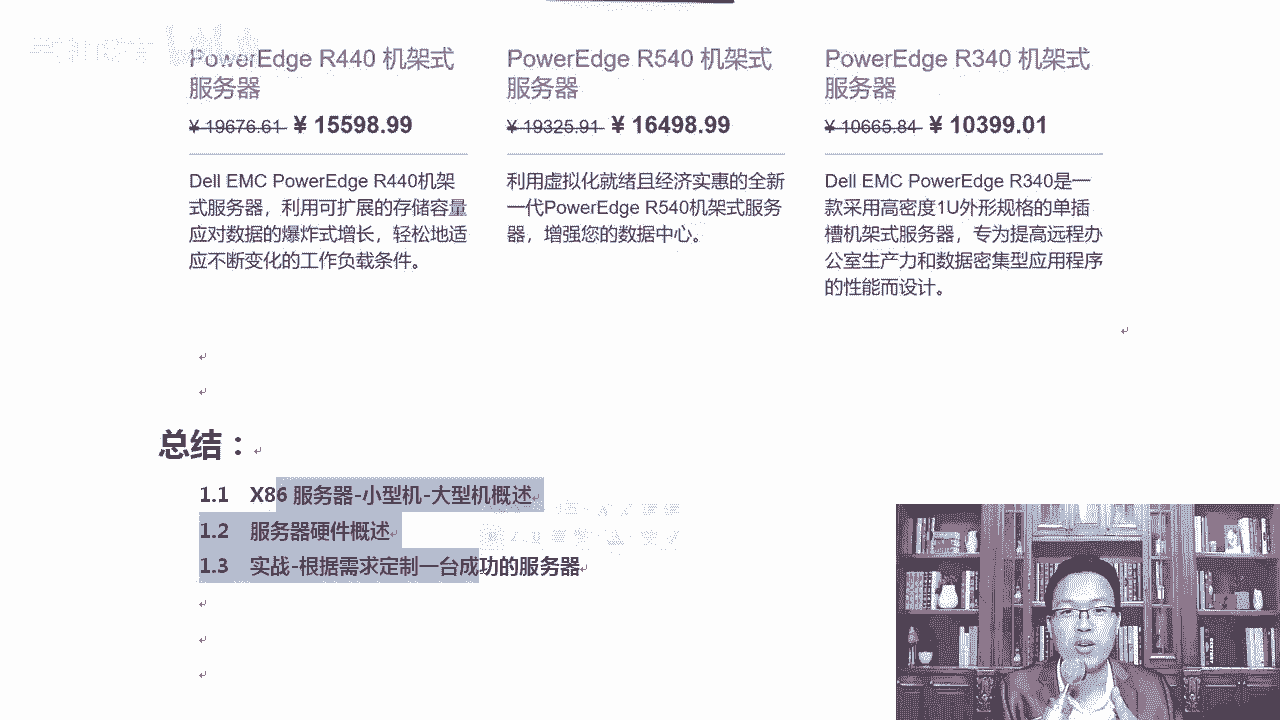 PowerEdge R440 机架式
服务器
¥ 19676.61 ¥ 15598.99
Dell EMC PowerEdge R440机架
式服务器，利用可扩展的存储容量
应对数据的爆炸式增长，轻松地适
应不断变化的工作负载条件。
PowerEdge R540 机架式
服务器
¥ 19325.91 ¥ 16498.99
利用虚拟化就绪且经济实惠的全新
一代PowerEdge R540机架式服务
器，增强您的数据中心。
PowerEdge R340 机架式
服务器
¥ 10665.84 ¥ 10399.01
Dell EMC PowerEdge R340是一
款采用高密度1U外形规格的单插
槽机架式服务器，专为提高远程办
公室生产力和数据密集型应用程序
的性能而设计。
总结：
1.1 X86 服务器-小型机-大型机概述
1.2 服务器硬件概述
1.3 实战-根据需求定制一台成功的服务器